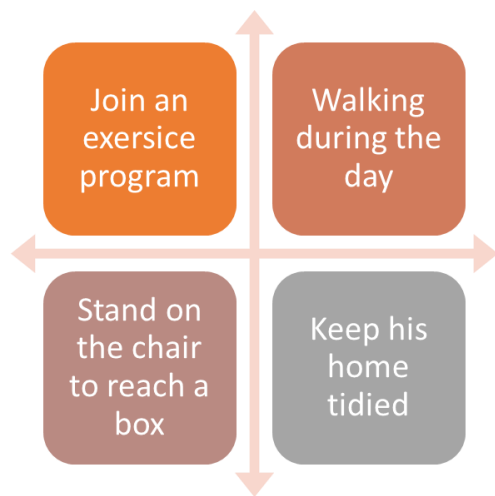 Join an
exersice
program
Walking
during the
day
Stand on
the chair
to reach a
box
Keep his
home
tidied